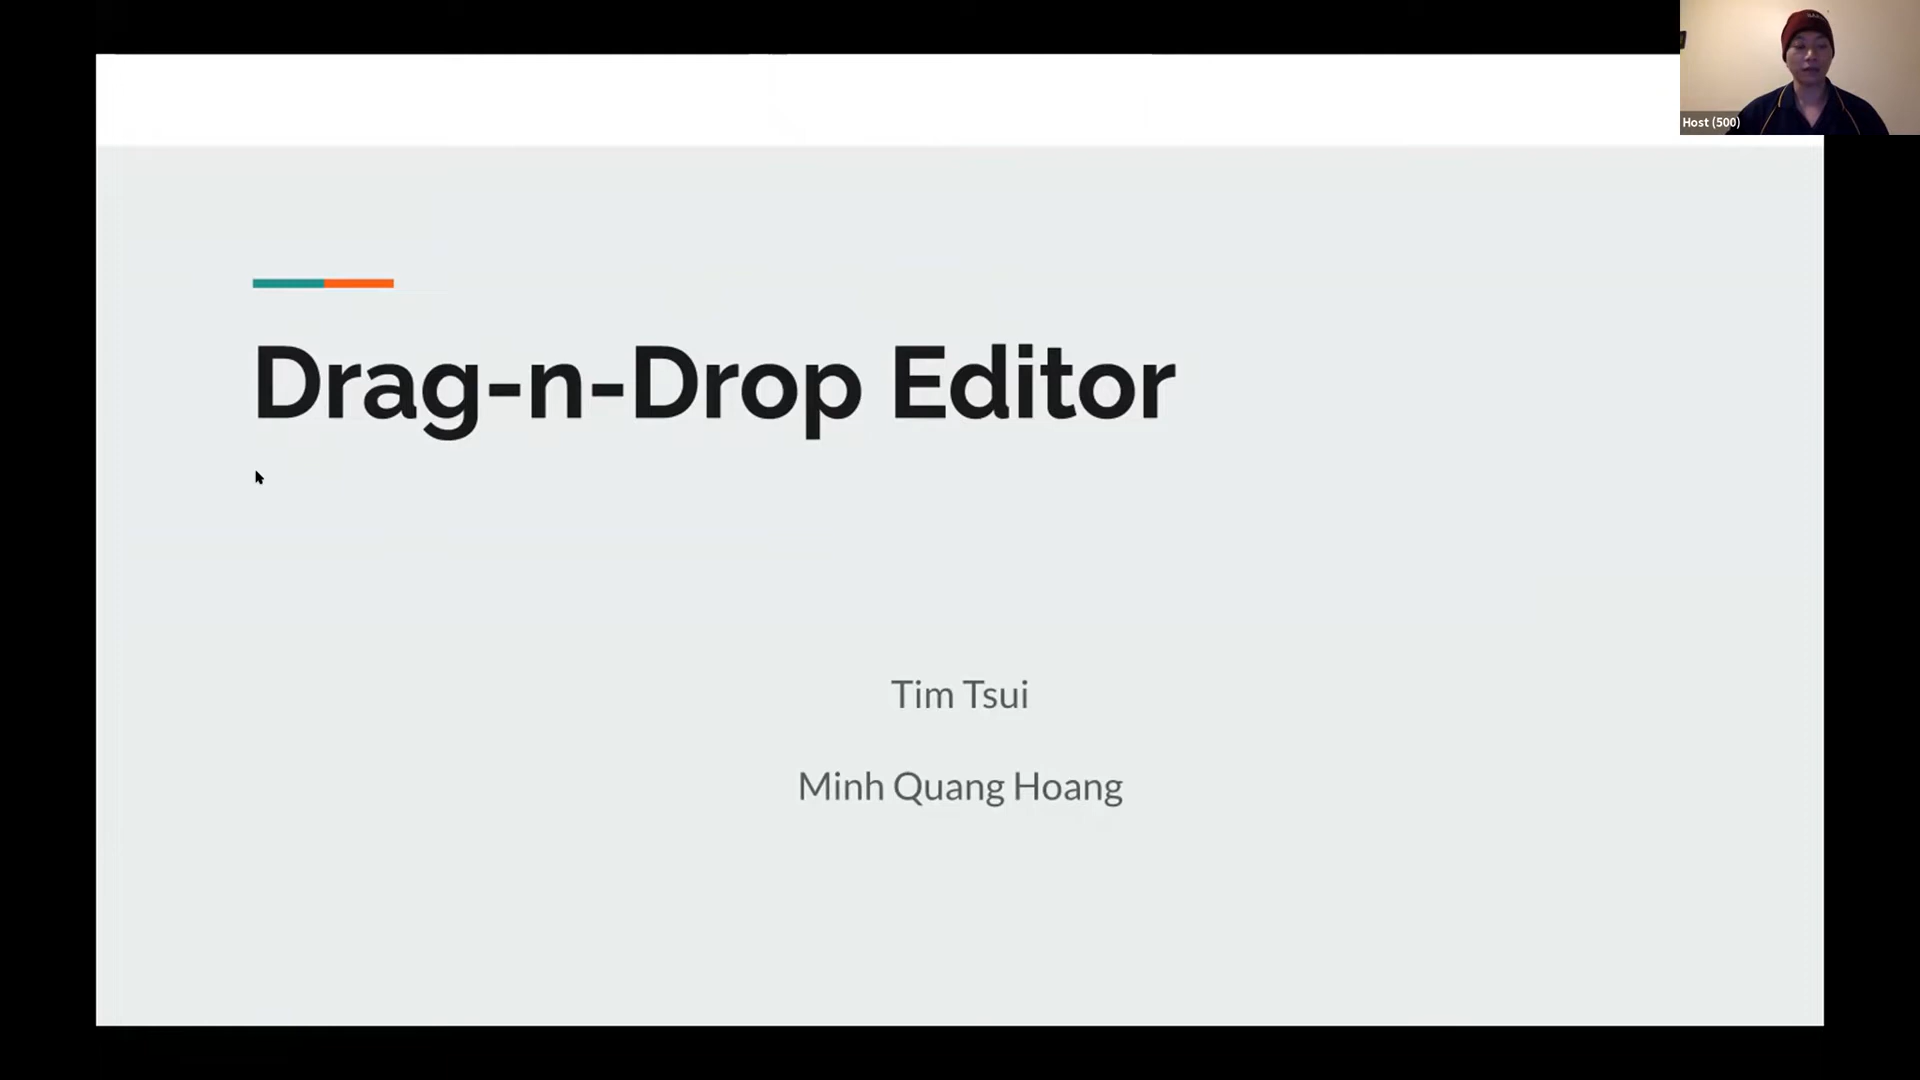 Host (500)
Drag-n-Drop Editor
Tim Tsui
Minh Quang Hoang